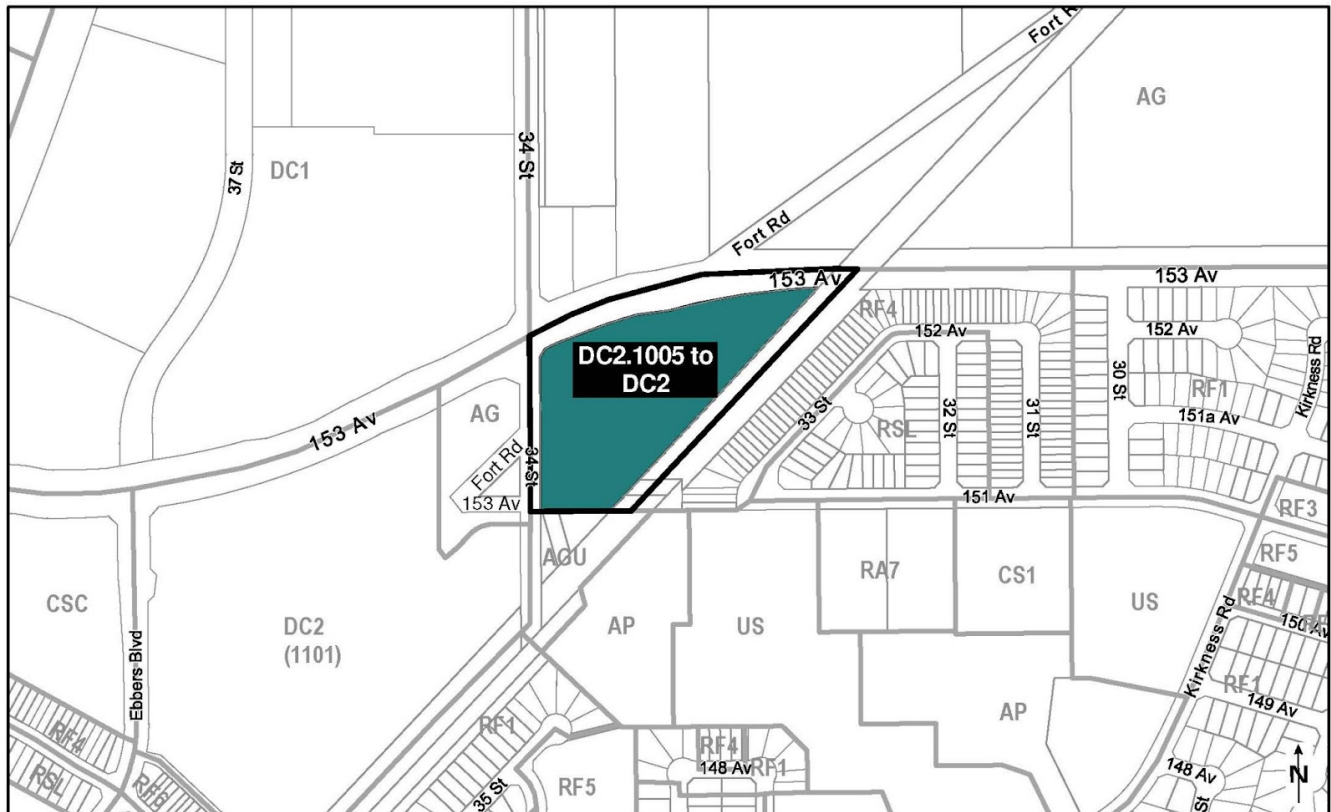 Fort R
AG
34 St
37 St
DC1
Fort Rd
153 Av
153 Av
RF4
152 Av
152 Av
DC2.1005 to
DC2
30 St
Kirkness Rd
RF1
AG
33 St
32 St
31 St
151a Av
RSL
153 Av
Fort Rd
34 St
153 Av
151 Av
RF3
AGU
RF5
CSC
RA7
CS1
US
RF4
DC2
(1101)
AP
US
150 Av
RF
Ebbers Blvd
Kirkness Rd
RF1
149 Av
AP
RF1
RF4
RF4
148 Av
RF1
148 Av
N
RSL
RF6
35 St
RF5
St